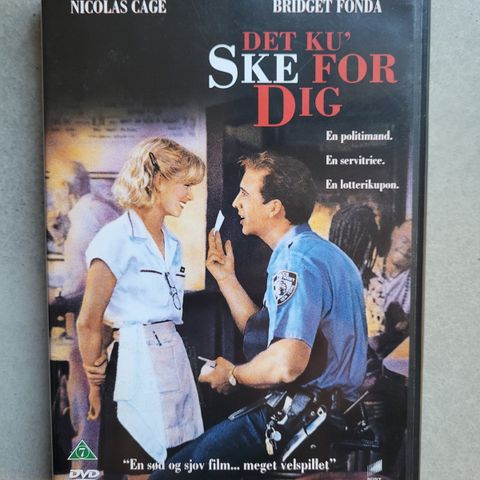 NICOLAS CAGE BRIDGET FONDA
DET KU'
SKE FOR
DIG
En politimand.
En servitrice.
En lotterikupon.
7
DVD
"En sød og sjov film... meget velspillet"
SONY